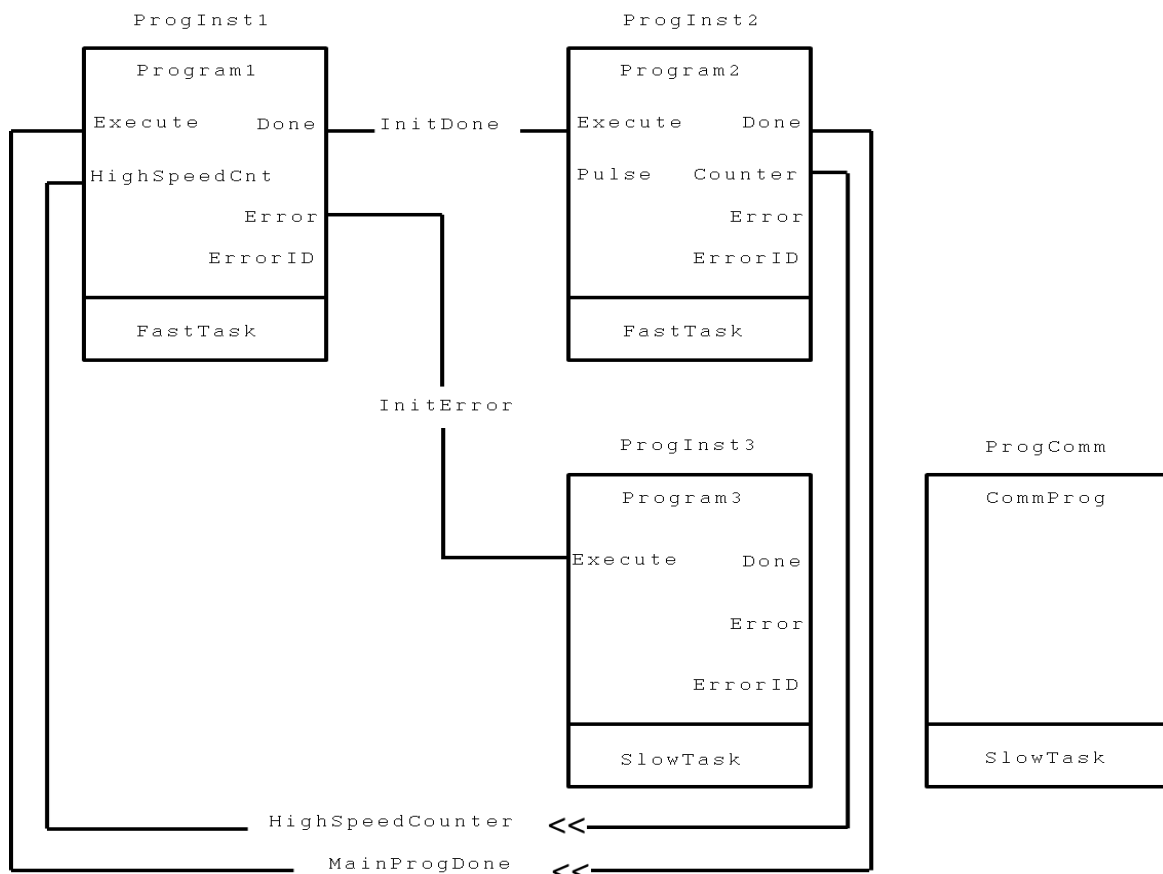 ProgInst1
ProgInst2
Program1
Program2
Execute Done
InitDone
Execute Done
HighSpeedCnt
Pulse Counter
Error
Error
ErrorID
ErrorID
FastTask
FastTask
InitError
ProgInst3
ProgComm
Program3
CommProg
Execute Done
Error
ErrorID
SlowTask
SlowTask
HighSpeedCounter <<
MainProgDone <<